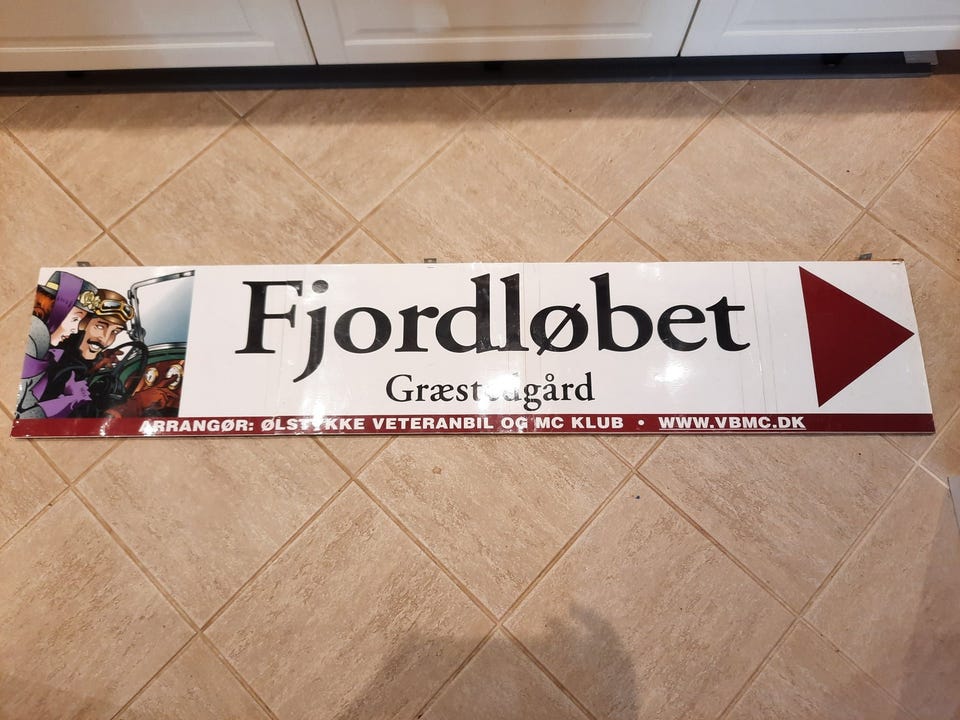 Fjordløbet
Græstedgård
ARRANGØR: ØLSTYKKE VETERANBIL OG MC KLUB • WWW.VBMC.DK